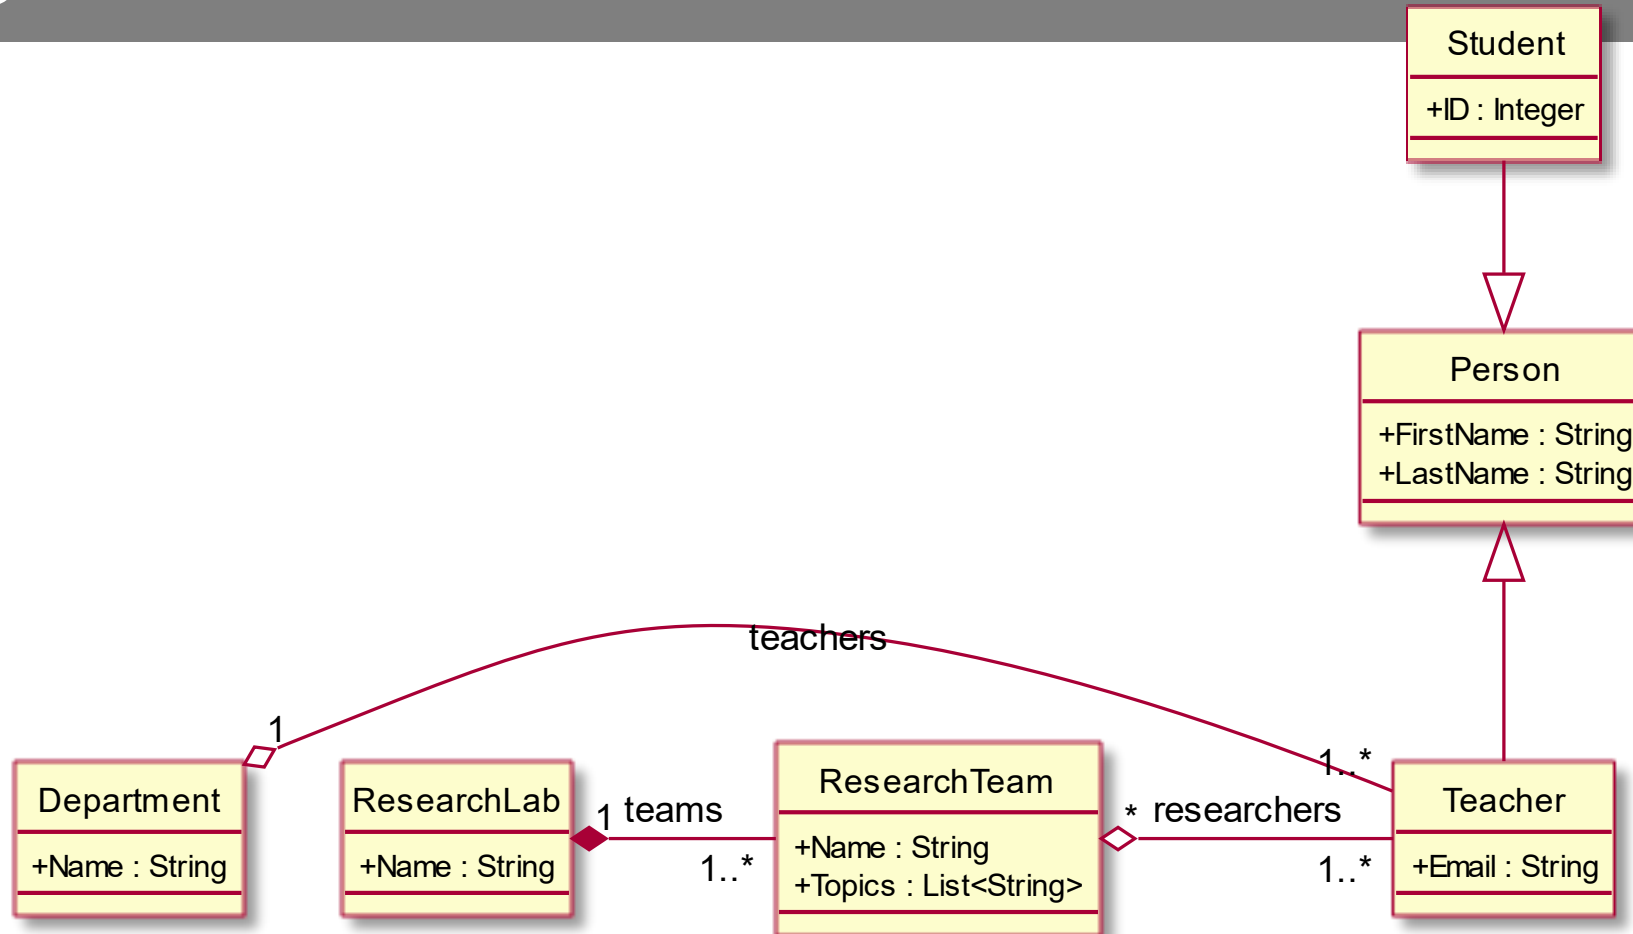 Student
+ID : Integer
Person
+FirstName : String
+LastName : String
teachers
1
1..*
Department
+Name : String
ResearchLab
+Name : String
1 teams
1..*
ResearchTeam
+Name : String
+Topics : List<String>
* researchers
1..*
Teacher
+Email : String